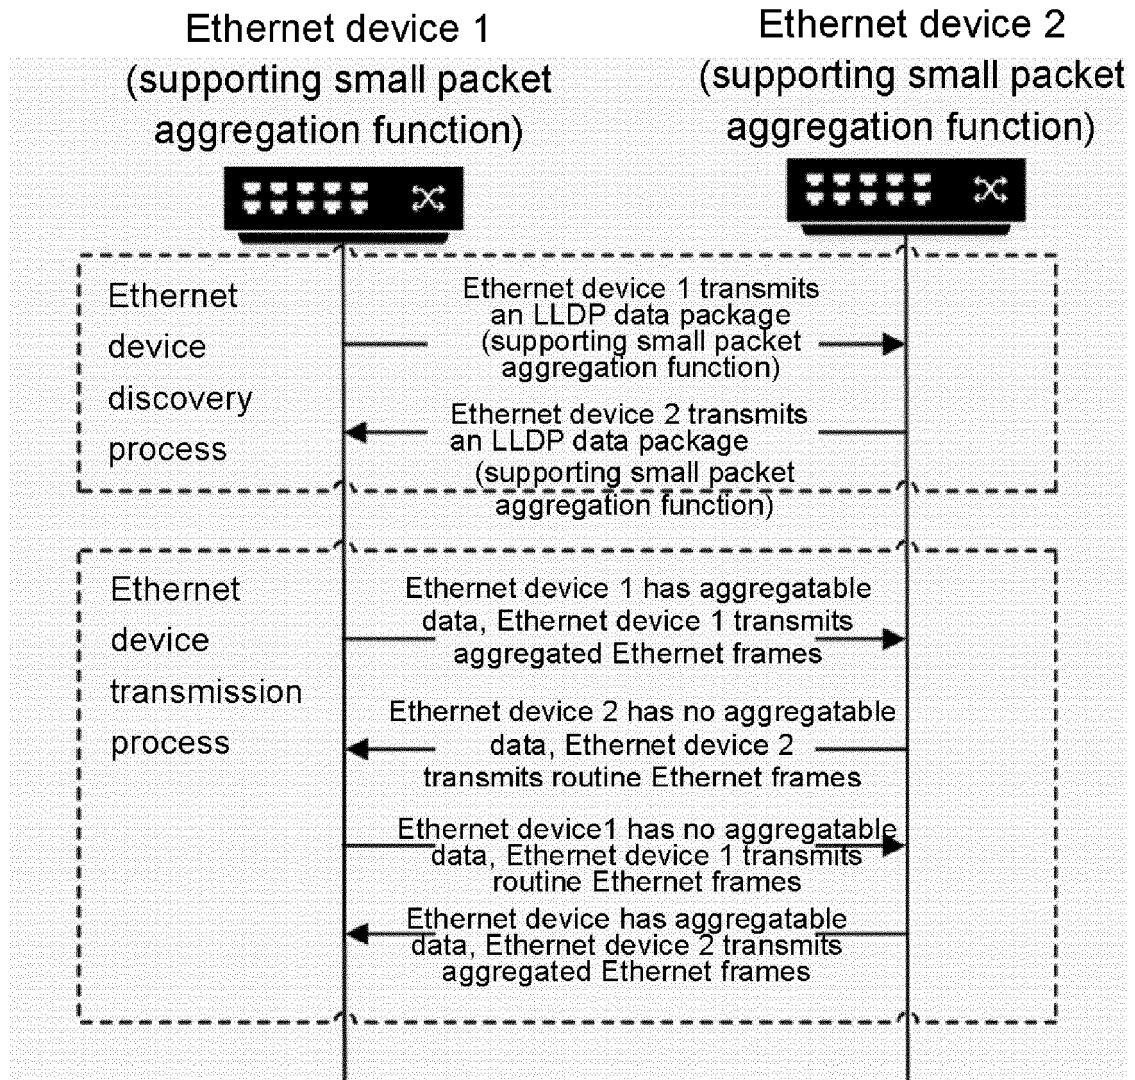 Ethernet device 1
(supporting small packet
aggregation function)
Ethernet device 2
(supporting small packet
aggregation function)
Ethernet
device
discovery
process
Ethernet device 1 transmits
an LLDP data package
(supporting small packet
aggregation function)
Ethernet device 2 transmits
an LLDP data package
(supporting small packet
aggregation function)
Ethernet
device
transmission
process
Ethernet device 1 has aggregatable
data, Ethernet device 1 transmits
aggregated Ethernet frames
Ethernet device 2 has no aggregatable
data, Ethernet device 2
transmits routine Ethernet frames
Ethernet device1 has no aggregatable
data, Ethernet device 1 transmits
routine Ethernet frames
Ethernet device has aggregatable
data, Ethernet device 2 transmits
aggregated Ethernet frames